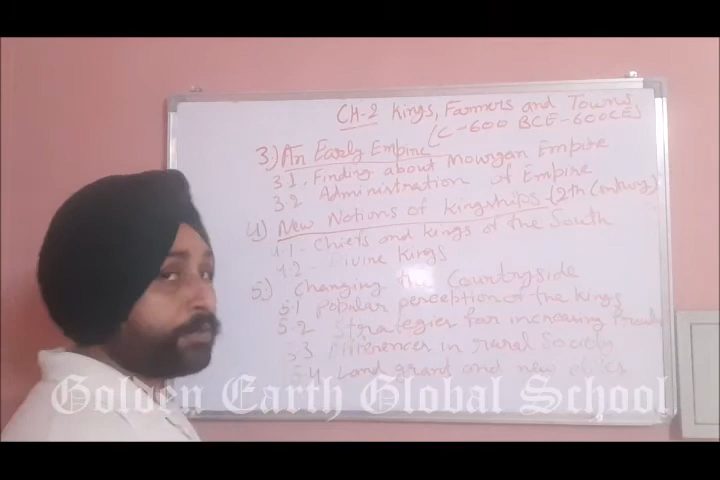 CH-2 Kings, Farmers and Towns
(C-600 BCE-600CE)
3) An Early Empire
3.1. Finding about Mowryan Empire
3.2 Administration of Empire
4) New Notions of Kingships-(2th Century)
4.1- Chiefs and kings of the South
4.2- Divine kings
5) Changing the Countryside
5.1 Popular perception of the kings
5.2 Strategies for increasing
5.3 Differences in rural Society
5.4 Land grant and new
Golden Earth Global School